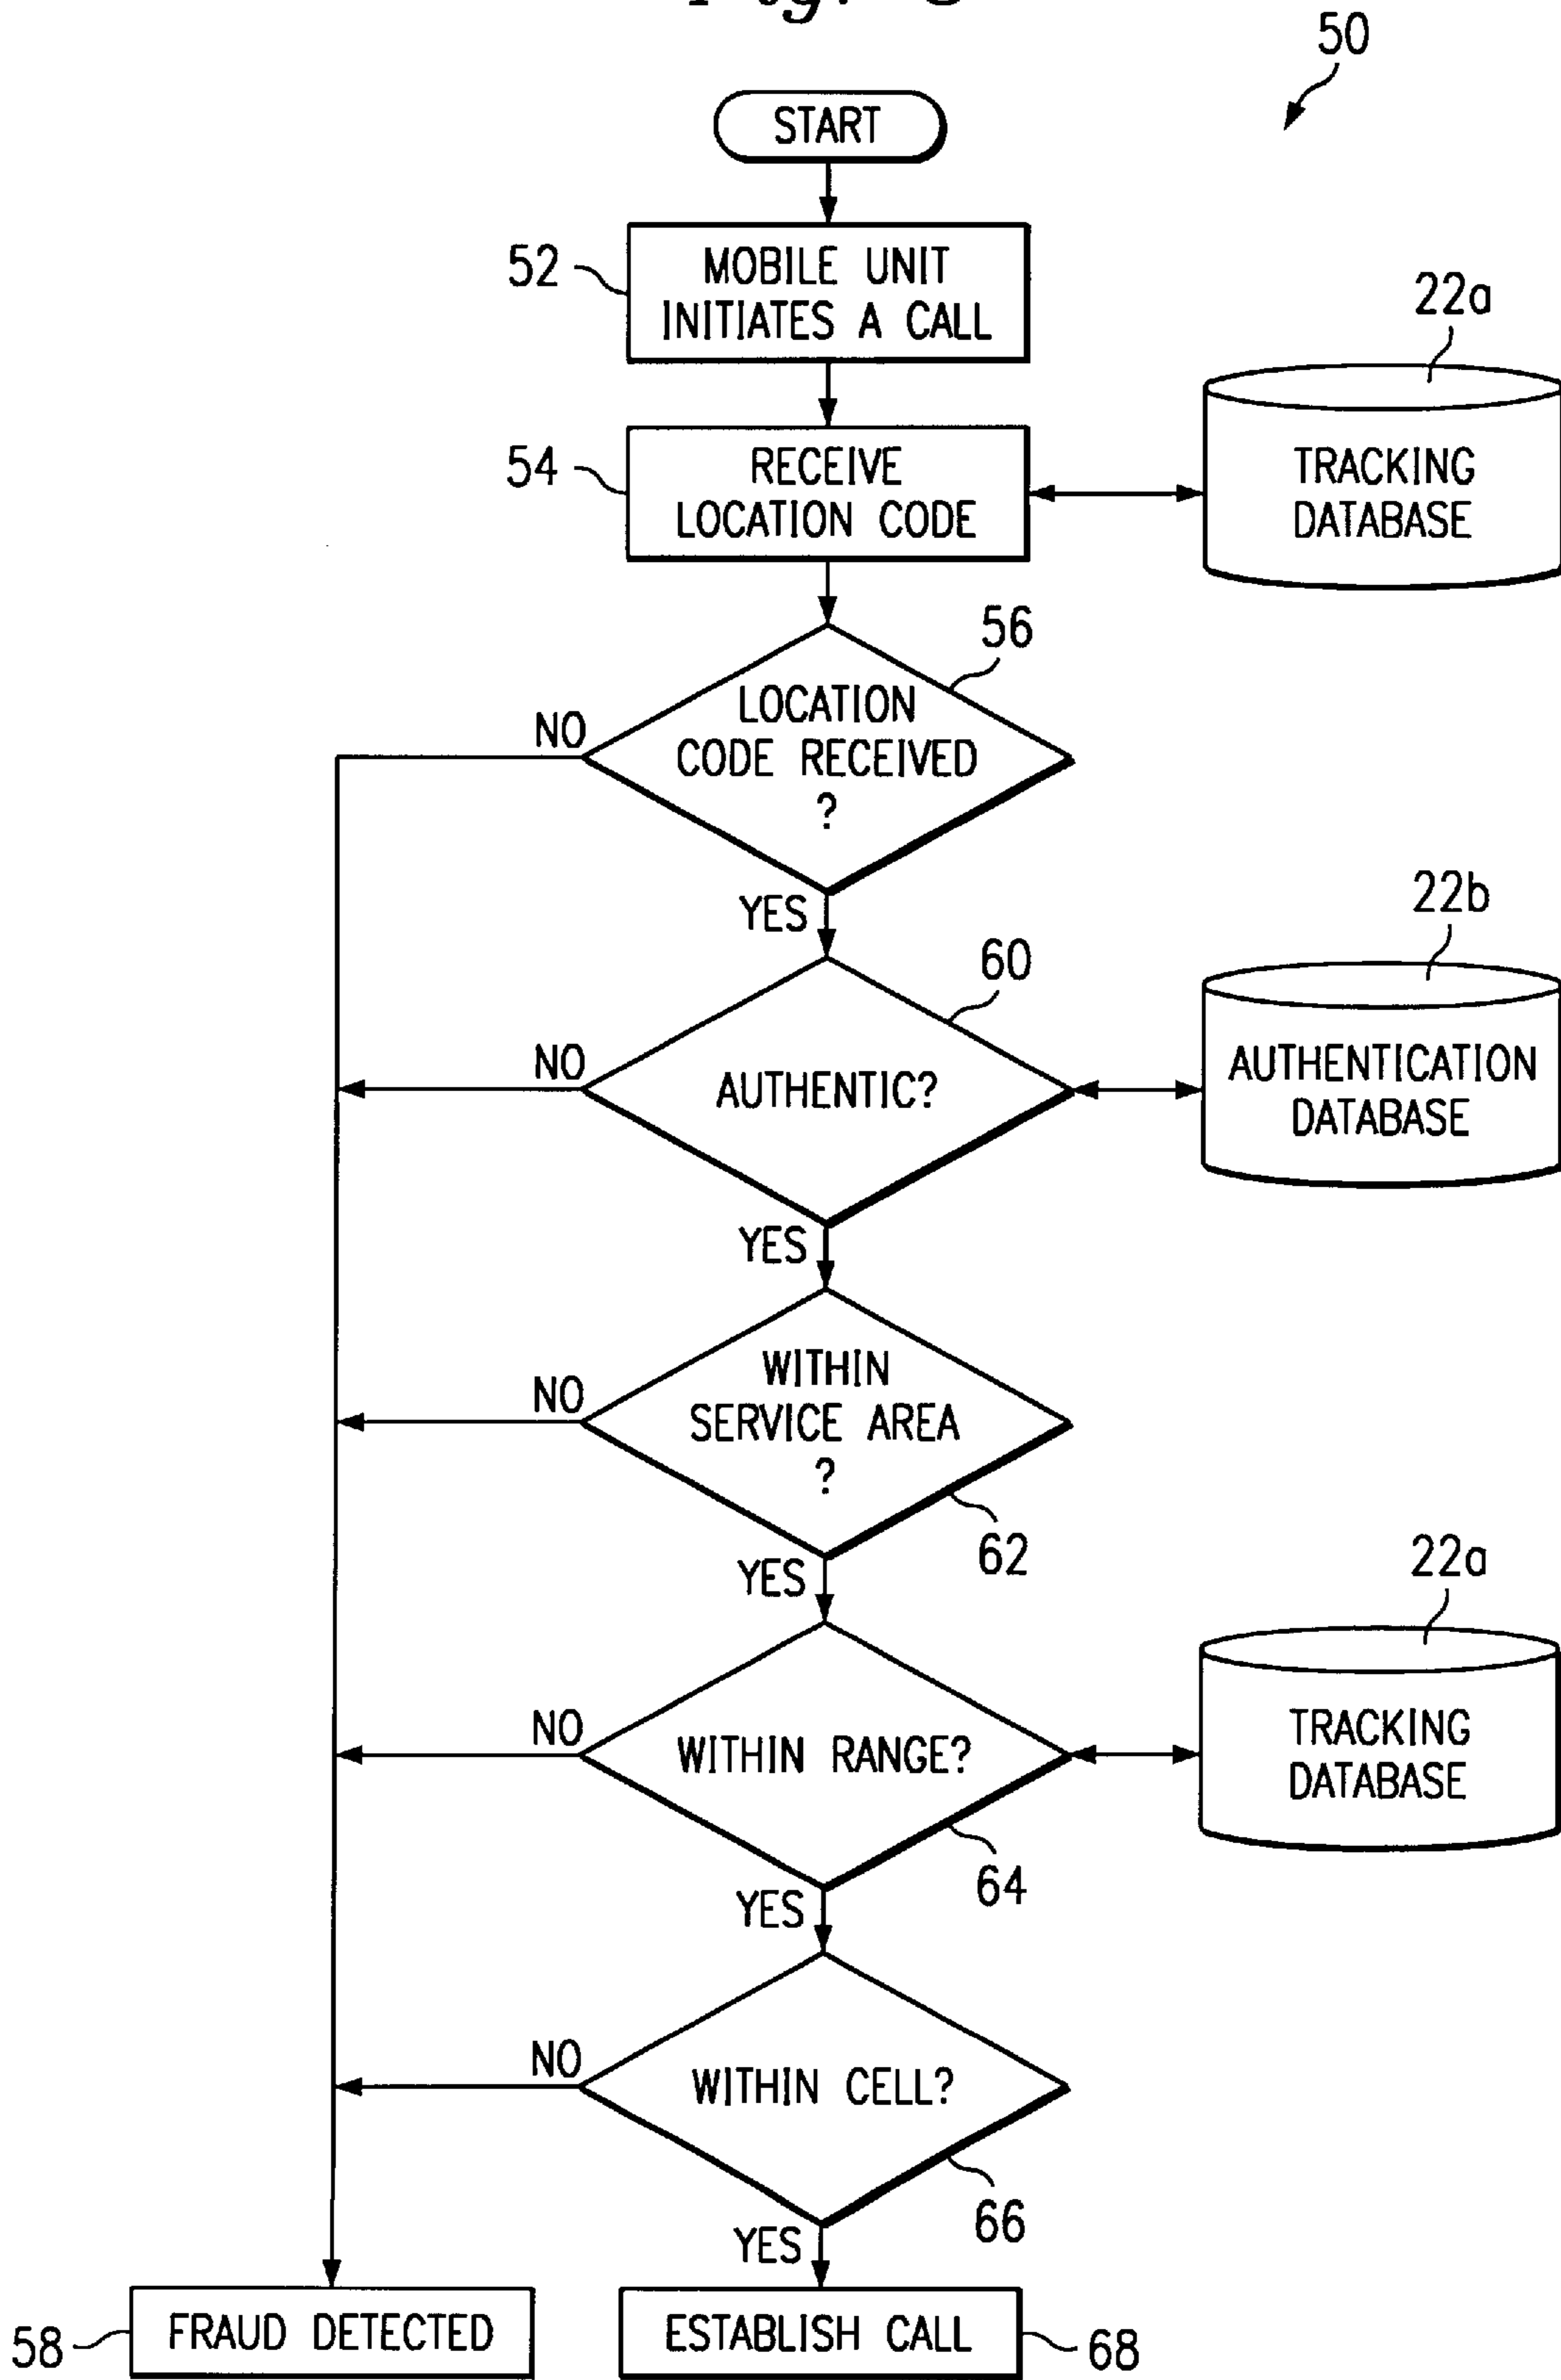 50
START
52
MOBILE UNIT
INITIATES A CALL
22a
54
RECEIVE
LOCATION CODE
TRACKING
DATABASE
56
LOCATION
CODE RECEIVED
?
NO
YES
22b
60
AUTHENTIC?
NO
AUTHENTICATION
DATABASE
YES
WITHIN
SERVICE AREA
?
NO
62
YES
22a
WITHIN RANGE?
NO
TRACKING
DATABASE
64
YES
WITHIN CELL?
NO
66
YES
58
FRAUD DETECTED
ESTABLISH CALL
68